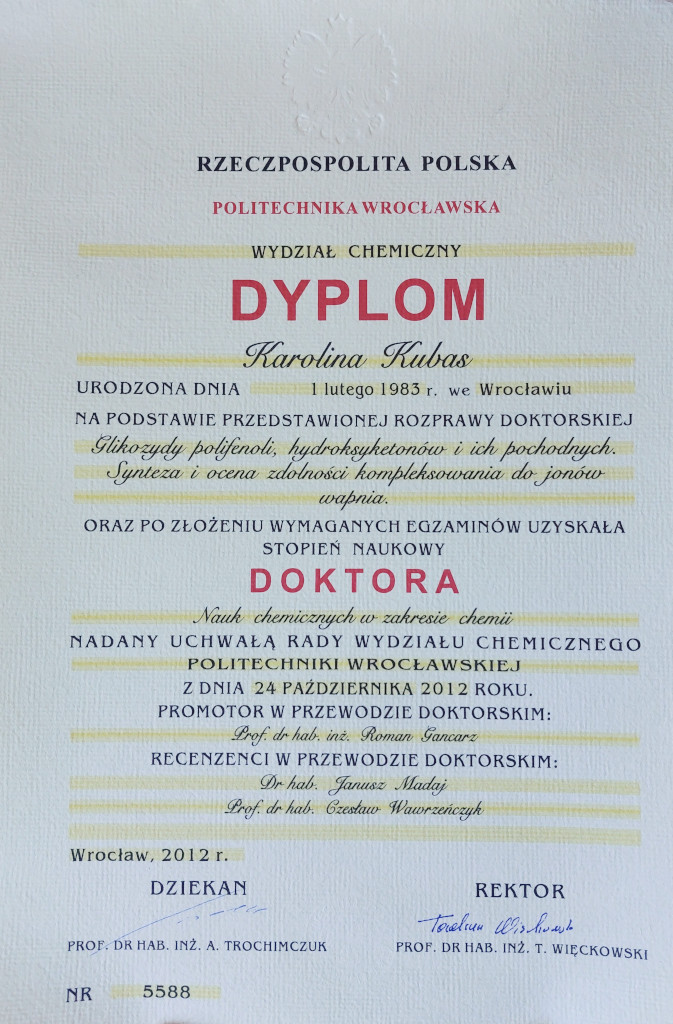 RZECZPOSPOLITA POLSKA
POLITECHNIKA WROCŁAWSKA
WYDZIAŁ CHEMICZNY
DYPLOM
Karolina Kubas
URODZONA DNIA 1 lutego 1983 r. we Wrocławiu
NA PODSTAWIE PRZEDSTAWIONEJ ROZPRAWY DOKTORSKIEJ
Glikozydy polifenoli, hydroksyketonów i ich pochodnych.
Synteza i ocena zdolności kompleksowania do jonów
wapnia.
ORAZ PO ZŁOŻENIU WYMAGANYCH EGZAMINÓW UZYSKAŁA
STOPIEŃ NAUKOWY
DOKTORA
Nauk chemicznych w zakresie chemii
NADANY UCHWAŁĄ RADY WYDZIAŁU CHEMICZNEGO
POLITECHNIKI WROCŁAWSKIEJ
Z DNIA 24 PAŹDZIERNIKA 2012 ROKU.
PROMOTOR W PRZEWODZIE DOKTORSKIM:
Prof. dr hab. inż. Roman Gancarz
RECENZENCI W PRZEWODZIE DOKTORSKIM:
Dr hab. Janusz Madaj
Prof. dr hab. Czesław Wawrzeńczyk
Wrocław, 2012 r.
DZIEKAN
REKTOR
PROF. DR HAB. INŻ. A. TROCHIMCZUK
PROF. DR HAB. INŻ. T. WIĘCKOWSKI
NR 5588